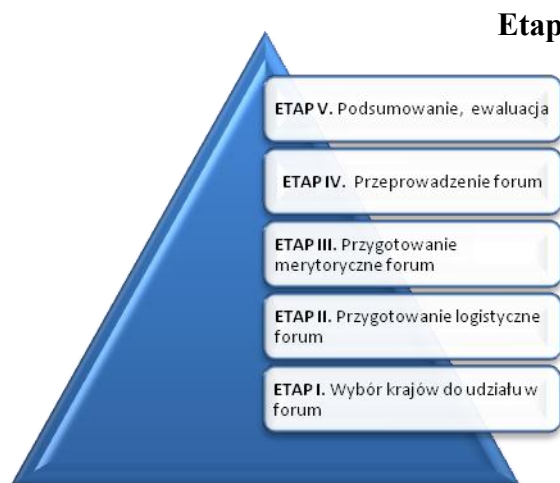 Etap
ETAP V. Podsumowanie, ewaluacja
ETAP IV. Przeprowadzenie forum
ETAP III. Przygotowanie
merytoryczne forum
ETAP II. Przygotowanie logistyczne
forum
ETAP I. Wybór krajów do udziału w
forum